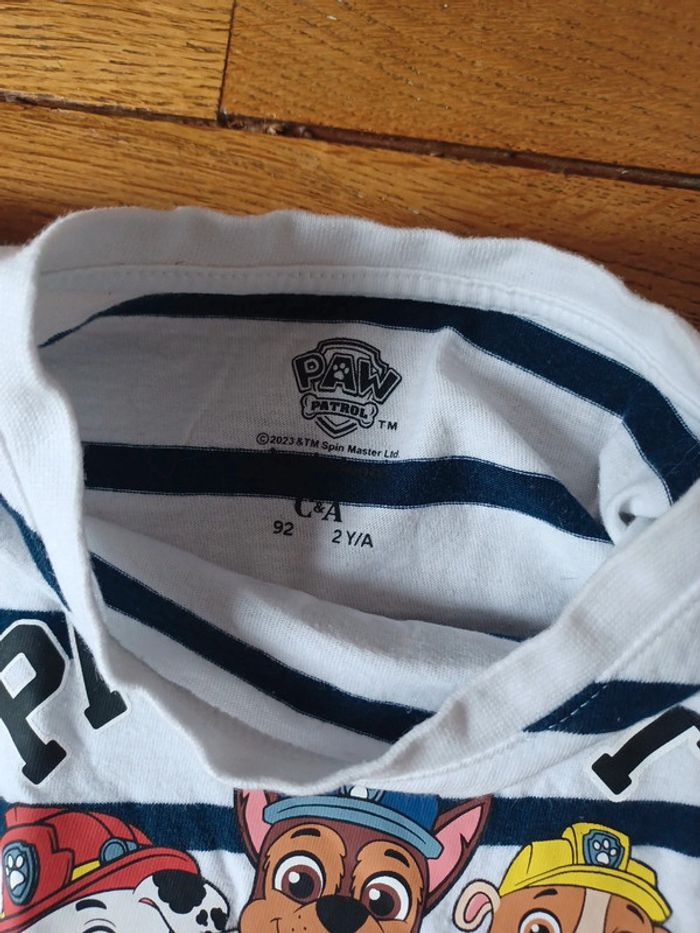 PAW
PATROL
TM
©2023 &TM Spin Master Ltd.
C&A
92 2 Y/A